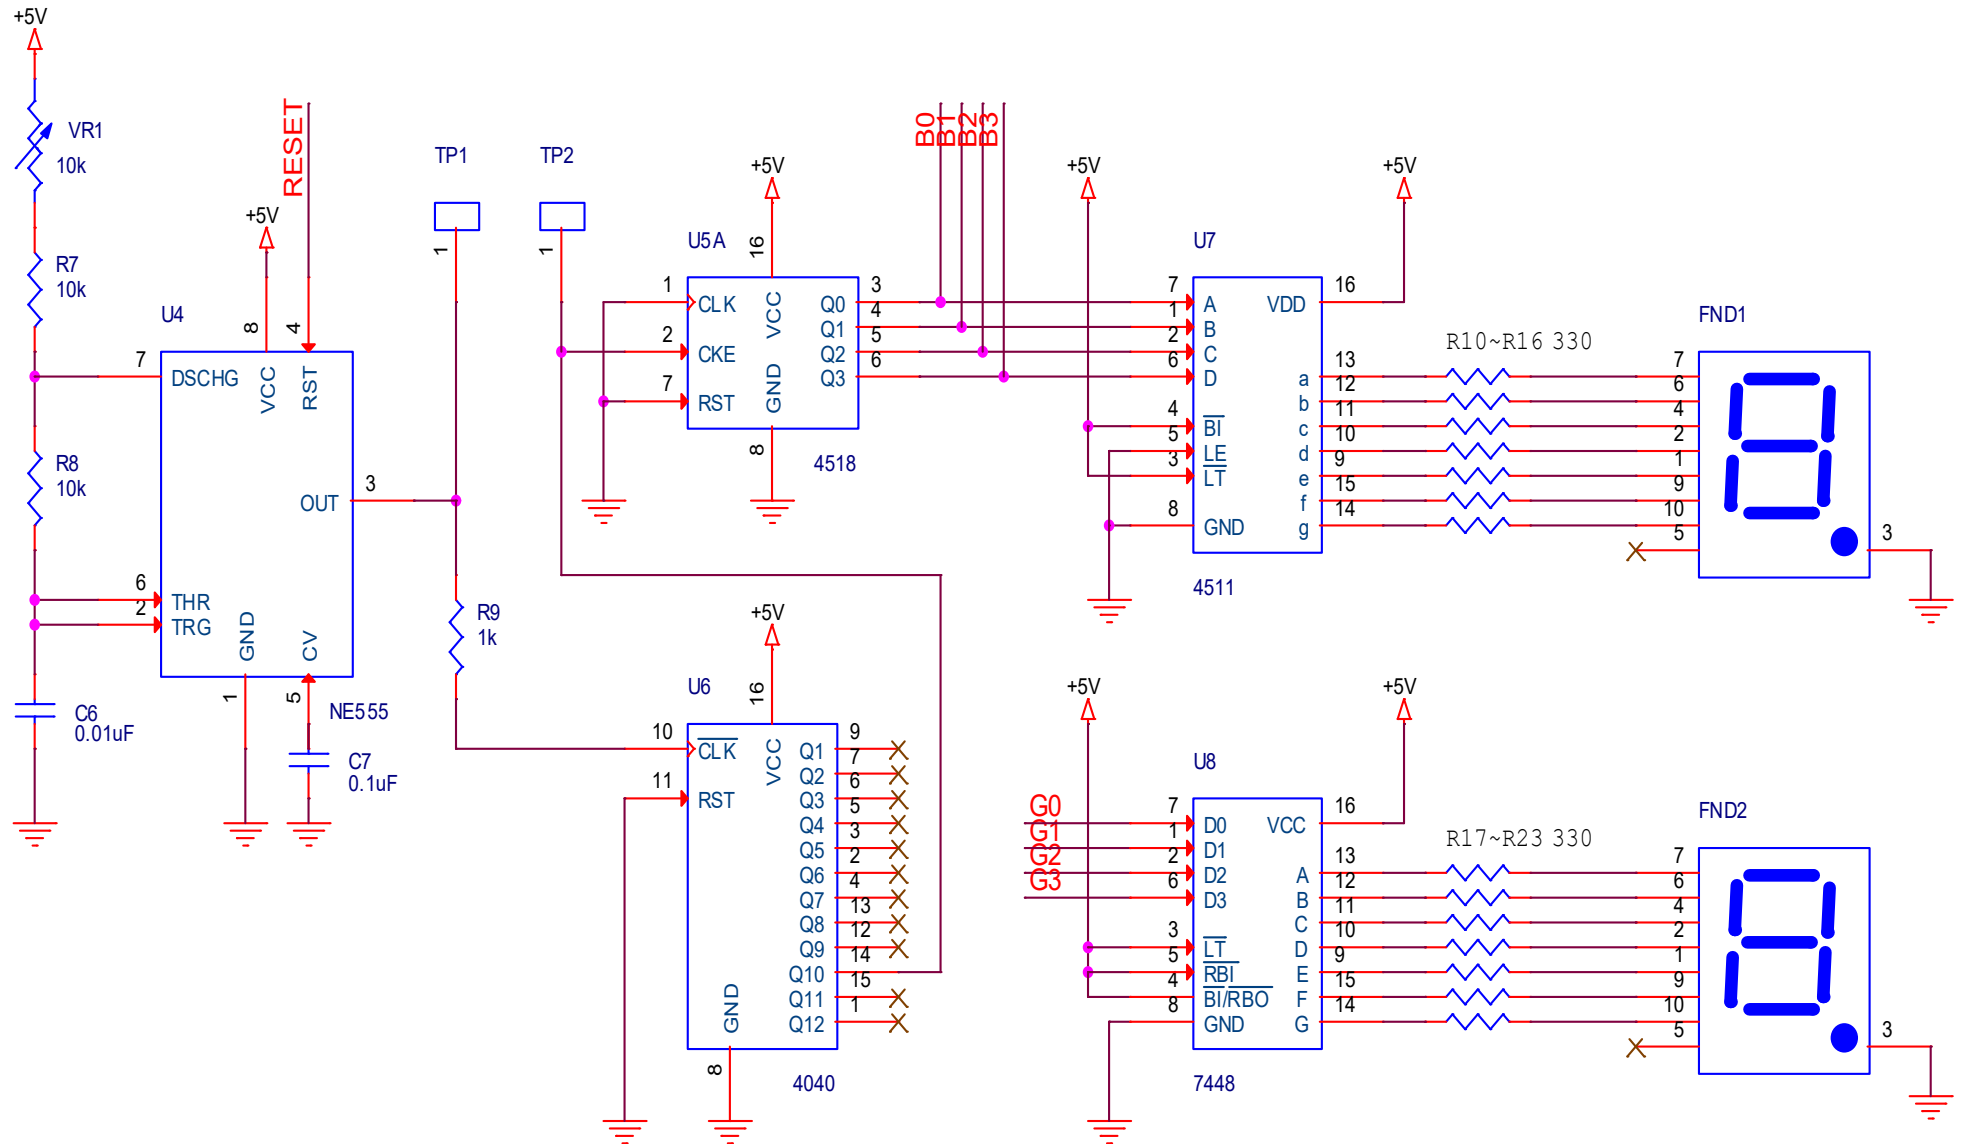 +5V
VR1
10k
R7
10k
R8
10k
C6
0.01uF
RESET
+5V
U4
8
4
7
DSCHG
VCC
RST
3
OUT
6
THR
2
TRG
GND
CV
1
5
NE555
C7
0.1uF
TP1
1
TP2
1
R9
1k
+5V
U5A
16
1
CLK
VCC
2
CKE
7
RST
GND
8
4518
Q0
3
Q1
4
Q2
5
Q3
6
B0
B1
B2
B3
+5V
U6
16
10
CLK
VCC
11
RST
GND
8
4040
Q1
9
Q2
7
Q3
6
Q4
5
Q5
3
Q6
2
Q7
4
Q8
13
Q9
12
Q10
14
Q11
15
Q12
1
+5V
+5V
U7
7
A
1
B
2
C
6
D
4
BI
5
LE
3
LT
8
GND
VDD
16
a
13
b
12
c
11
d
10
e
9
f
15
g
14
4511
R10~R16 330
FND1
7
6
4
2
1
9
10
5
3
+5V
+5V
U8
G0
G1
G2
G3
7
D0
1
D1
2
D2
6
D3
3
LT
5
RBI
4
BI/RBO
8
GND
VCC
16
A
13
B
12
C
11
D
10
E
9
F
15
G
14
7448
R17~R23 330
FND2
7
6
4
2
1
9
10
5
3